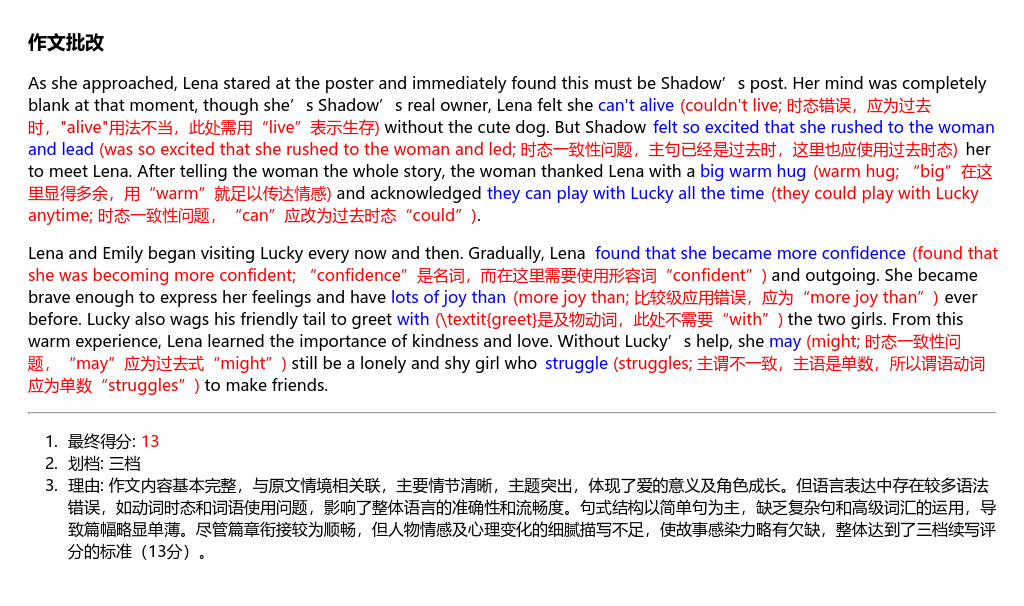 作文批改
As she approached, Lena stared at the poster and immediately found this must be Shadow’s post. Her mind was completely
blank at that moment, though she’s Shadow’s real owner, Lena felt she can't alive (couldn't live; 时态错误，应为过去
时，"alive"用法不当，此处需用“live”表示生存) without the cute dog. But Shadow felt so excited that she rushed to the woman
and lead (was so excited that she rushed to the woman and led; 时态一致性问题，主句已经是过去时，这里也应使用过去时态) her
to meet Lena. After telling the woman the whole story, the woman thanked Lena with a big warm hug (warm hug; “big”在这
里显得多余，用“warm”就足以传达情感) and acknowledged they can play with Lucky all the time (they could play with Lucky
anytime; 时态一致性问题，“can”应改为过去时态“could”).
Lena and Emily began visiting Lucky every now and then. Gradually, Lena found that she became more confidence (found that
she was becoming more confident; “confidence”是名词，而在这里需要使用形容词“confident”) and outgoing. She became
brave enough to express her feelings and have lots of joy than (more joy than; 比较级应用错误，应为“more joy than”) ever
before. Lucky also wags his friendly tail to greet with (\textit{greet}是及物动词，此处不需要“with”) the two girls. From this
warm experience, Lena learned the importance of kindness and love. Without Lucky’s help, she may (might; 时态一致性问
题，“may”应为过去式“might”) still be a lonely and shy girl who struggle (struggles; 主谓不一致，主语是单数，所以谓语动词
应为单数“struggles”) to make friends.
1. 最终得分: 13
2. 划档: 三档
3. 理由: 作文内容基本完整，与原文情境相关联，主要情节清晰，主题突出，体现了爱的意义及角色成长。但语言表达中存在较多语法
错误，如动词时态和词语使用问题，影响了整体语言的准确性和流畅度。句式结构以简单句为主，缺乏复杂句和高级词汇的运用，导
致篇幅略显单薄。尽管篇章衔接较为顺畅，但人物情感及心理变化的细腻描写不足，使故事感染力略有欠缺，整体达到了三档续写评
分的标准（13分）。